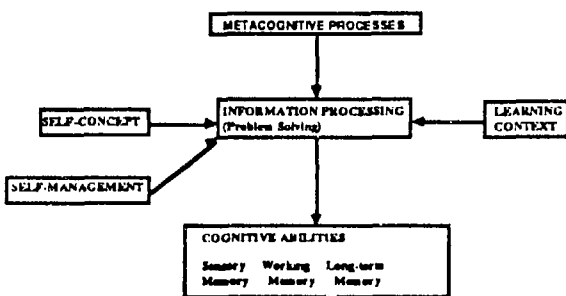 METACOGNITIVE PROCESSES
INFORMATION PROCESSING
(Problem Solving)
SELF-CONCEPT
LEARNING
CONTEXT
SELF-MANAGEMENT
COGNITIVE ABILITIES
Sensory Working Long-term
Memory Memory Memory